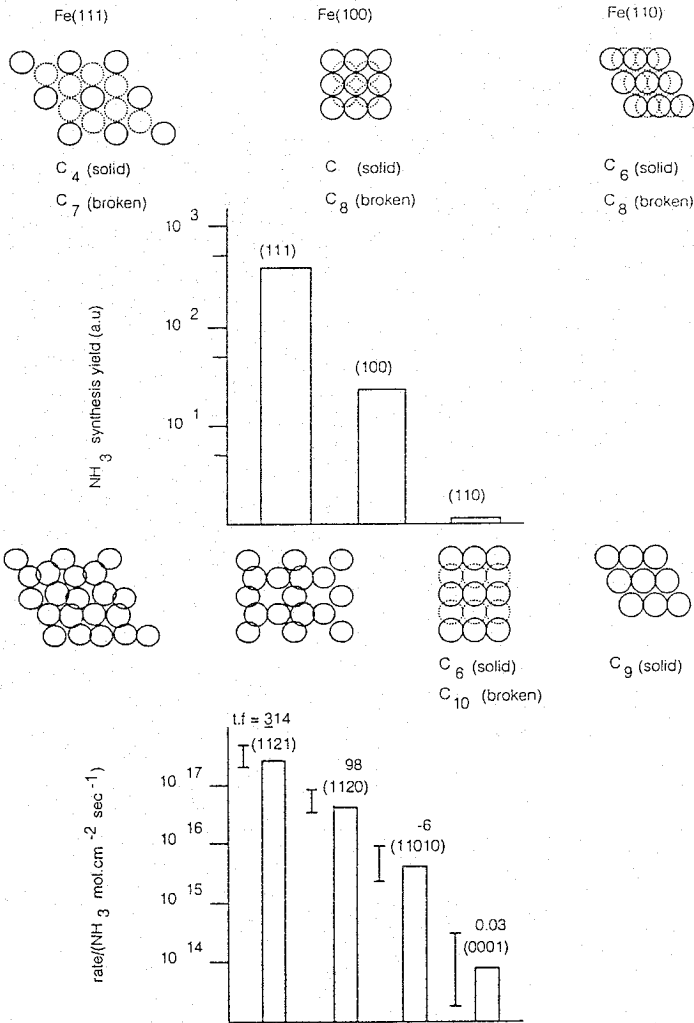 Fe(111) Fe(100) Fe(110)
C4 (solid) C (solid) C6 (solid)
C7 (broken) C8 (broken) C8 (broken)
NH3 synthesis yield (a.u)
10 3
10 2
10 1
(111)
(100)
(110)
C6 (solid) C9 (solid)
C10 (broken)
rate/(NH3 mol.cm-2 sec-1)
10 17
10 16
10 15
10 14
t.f = 314
(1121)
98
(1120)
-6
(11010)
0.03
(0001)